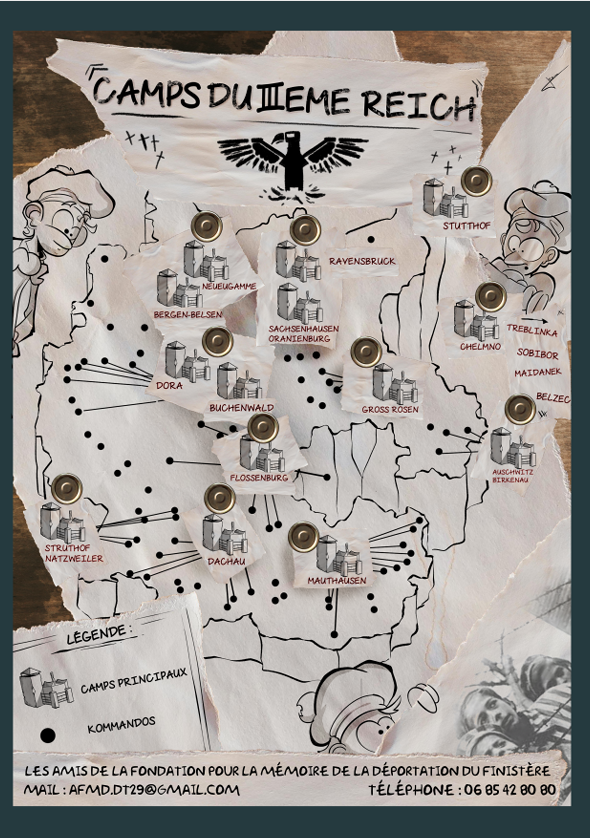 CAMPS DU IIIEME REICH
STUTTHOF
NEUEUGAMME
RAVENSBRUCK
BERGEN-BELSEN
SACHSENHAUSEN
ORANIENBURG
CHELMNO
TREBLINKA
SOBIBOR
MAIDANEK
BELZEC
DORA
BUCHENWALD
GROSS ROSEN
FLOSSENBURG
AUSCHWITZ
BIRKENAU
STRUTHOF
NATZWEILER
DACHAU
MAUTHAUSEN
LÉGENDE :
CAMPS PRINCIPAUX
KOMMANDOS
LES AMIS DE LA FONDATION POUR LA MÉMOIRE DE LA DÉPORTATION DU FINISTÈRE
MAIL : AFMD.DT29@GMAIL.COM
TÉLÉPHONE : 06 85 42 80 80